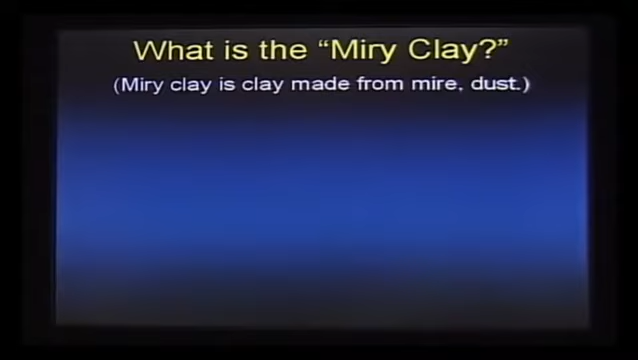 What is the “Miry Clay?”
(Miry clay is clay made from mire, dust.)